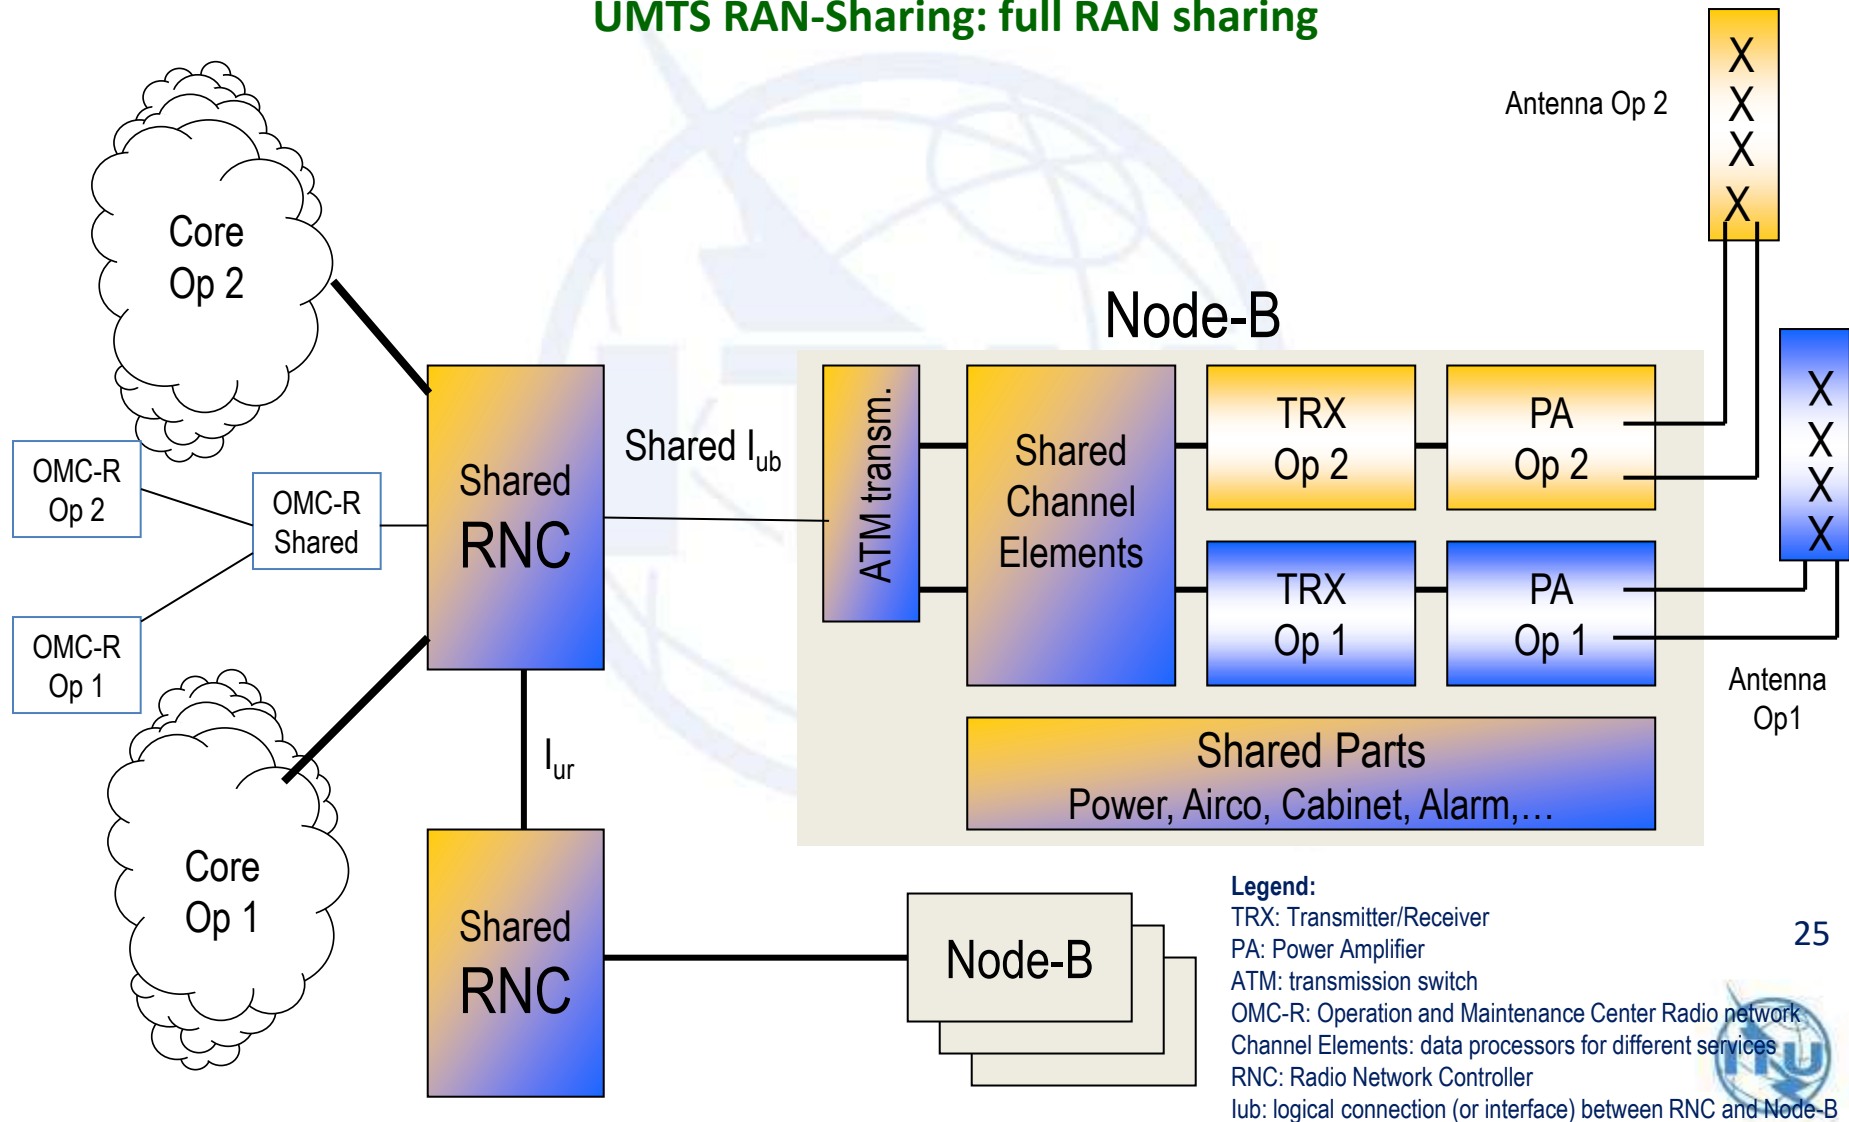 UMTS RAN-Sharing: full RAN sharing
Antenna Op 2
X
X
X
X
Core
Op 2
Node-B
X
X
X
X
OMC-R
Op 2
OMC-R
Shared
Shared
RNC
Shared Iub
ATM transm.
Shared
Channel
Elements
TRX
Op 2
PA
Op 2
TRX
Op 1
PA
Op 1
OMC-R
Op 1
Antenna
Op1
Iur
Shared Parts
Power, Airco, Cabinet, Alarm,…
Core
Op 1
Shared
RNC
Node-B
Legend:
TRX: Transmitter/Receiver
PA: Power Amplifier
ATM: transmission switch
OMC-R: Operation and Maintenance Center Radio network
Channel Elements: data processors for different services
RNC: Radio Network Controller
Iub: logical connection (or interface) between RNC and Node-B
25
ITU